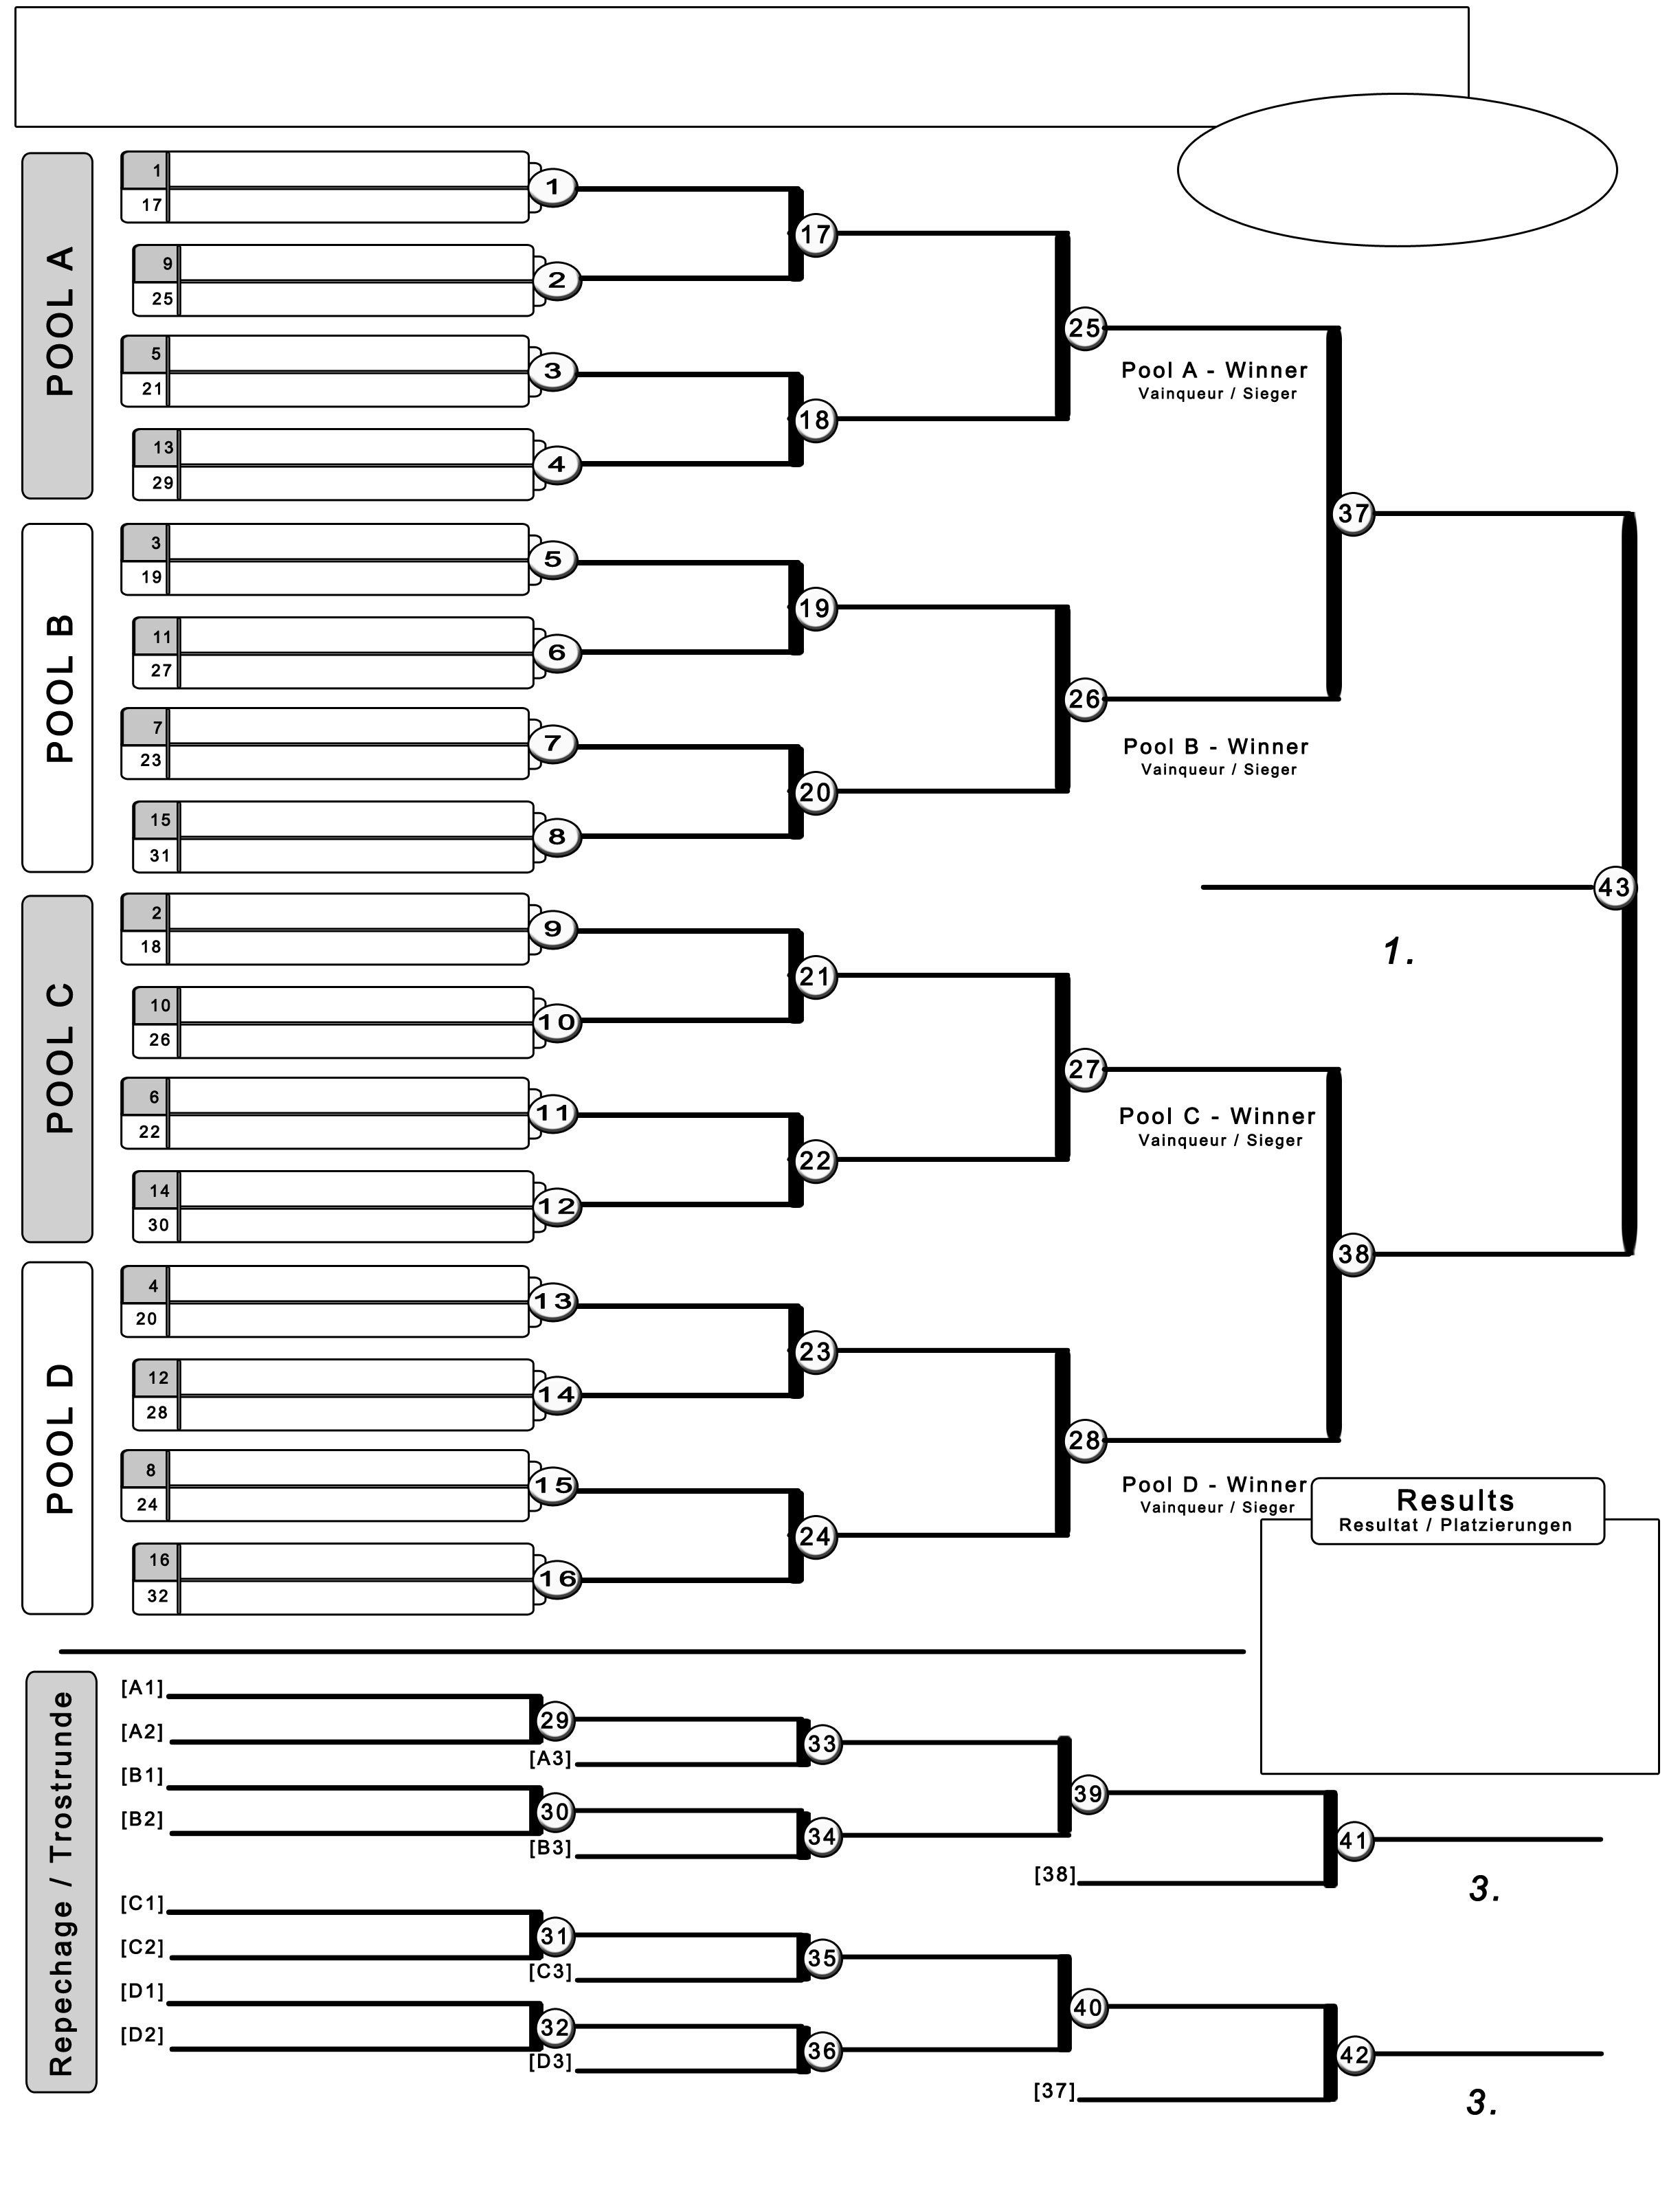 POOL A
1
17
1
9
25
2
17
5
21
3
25
13
29
4
18
Pool A - Winner
Vainqueur / Sieger
37
POOL B
3
19
5
11
27
6
19
7
23
7
26
15
31
8
20
Pool B - Winner
Vainqueur / Sieger
43
1.
POOL C
2
18
9
10
26
10
21
6
22
11
27
14
30
12
22
Pool C - Winner
Vainqueur / Sieger
38
POOL D
4
20
13
12
28
14
23
8
24
15
28
16
32
16
24
Pool D - Winner
Vainqueur / Sieger
Results
Resultat / Platzierungen
Repechage / Trostrunde
[A1]
[A2]
29
[A3]
33
[B1]
[B2]
30
[B3]
34
39
[38]
41
3.
[C1]
[C2]
31
[C3]
35
[D1]
[D2]
32
[D3]
36
40
[37]
42
3.